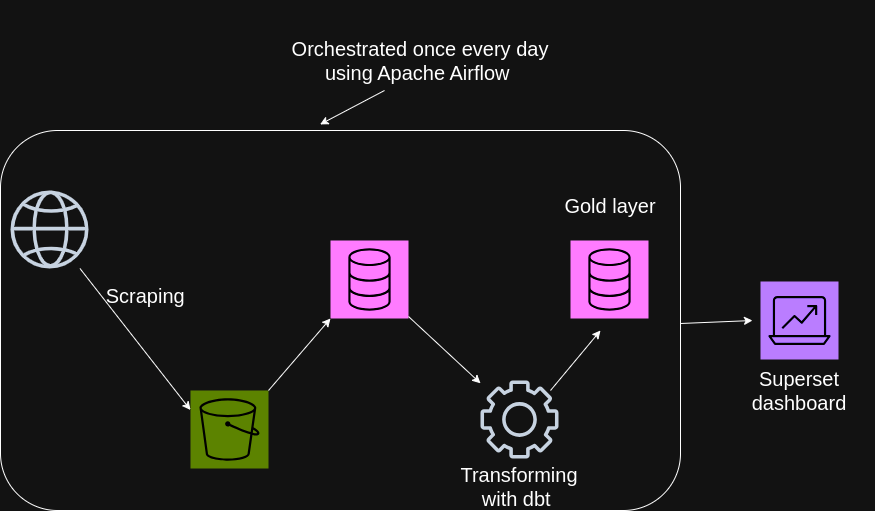 Orchestrated once every day
using Apache Airflow
Gold layer
Scraping
Superset
dashboard
Transforming
with dbt